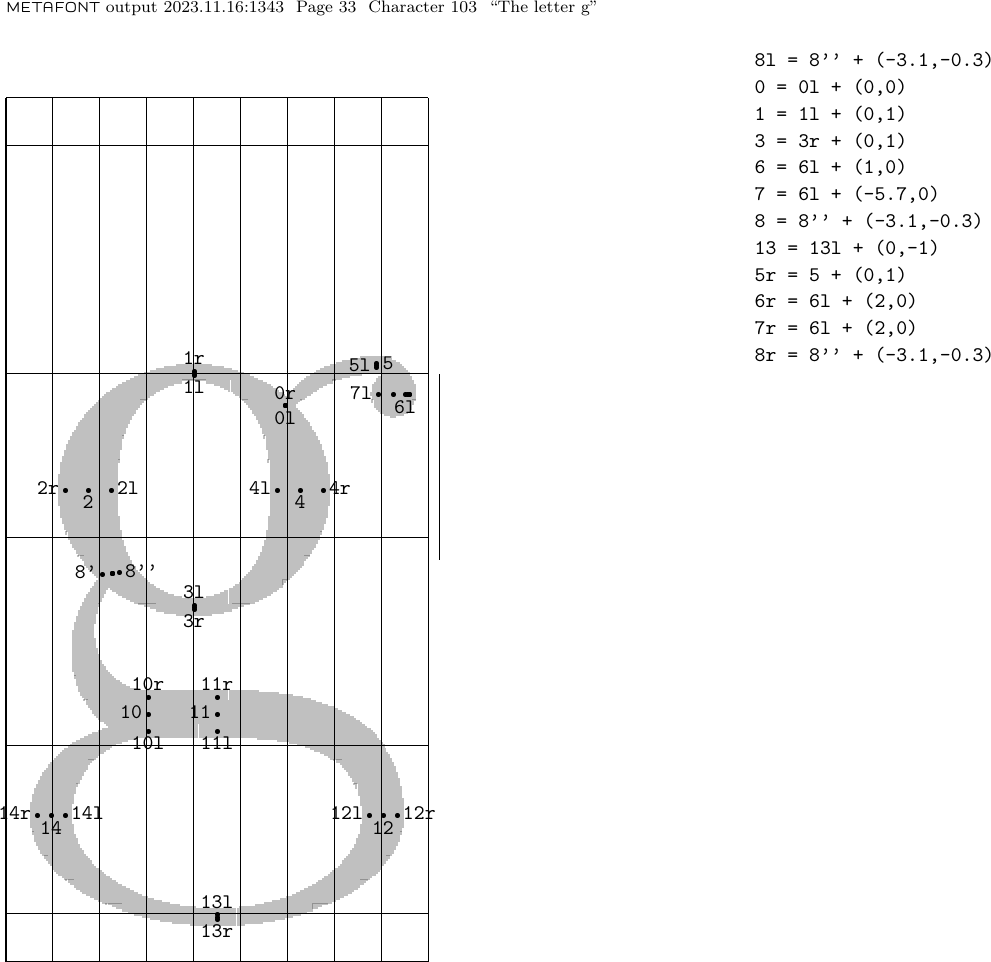 METAFONT output 2023.11.16:1343 Page 33 Character 103 “The letter g”
8l = 8'' + (-3.1,-0.3)
0 = 0l + (0,0)
1 = 1l + (0,1)
3 = 3r + (0,1)
6 = 6l + (1,0)
7 = 6l + (-5.7,0)
8 = 8'' + (-3.1,-0.3)
13 = 13l + (0,-1)
5r = 5 + (0,1)
6r = 6l + (2,0)
7r = 6l + (2,0)
8r = 8'' + (-3.1,-0.3)
1r
5l 5
1l
0r 7l
6l
0l
2r 2l 4l 4r
2 4
8' 8''
3l
3r
10r 11r
10 11
10l 11l
14r 14l 12l 12r
14 12
13l
13r